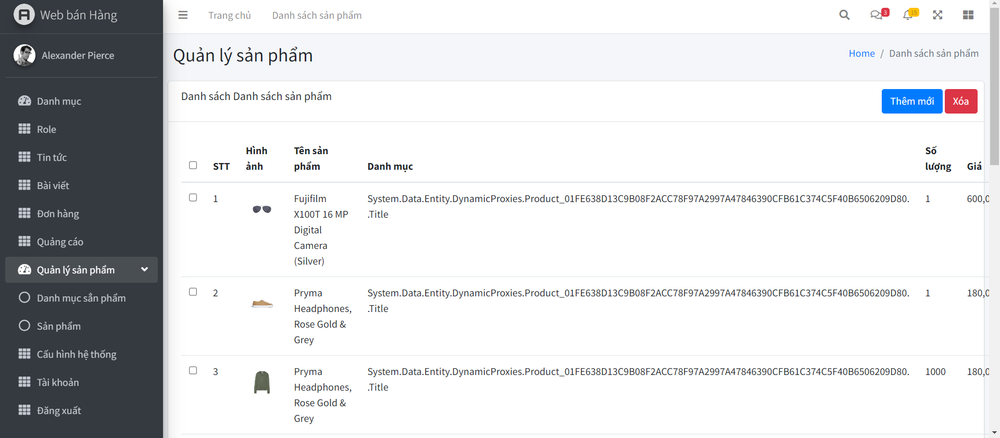 Web bán Hàng
Trang chủ
Danh sách sản phẩm
3
15
Alexander Pierce
Danh mục
Role
Tin tức
Bài viết
Đơn hàng
Quảng cáo
Quản lý sản phẩm
Danh mục sản phẩm
Sản phẩm
Cấu hình hệ thống
Tài khoản
Đăng xuất
Quản lý sản phẩm
Home / Danh sách sản phẩm
Danh sách Danh sách sản phẩm
Thêm mới
Xóa
STT
Hình
ảnh
Tên sản
phẩm
Danh mục
Số
lượng
Giá
1
Fujifilm
X100T 16 MP
Digital
Camera
(Silver)
System.Data.Entity.DynamicProxies.Product_01FE638D13C9B08F2ACC78F97A2997A47846390CFB61C374C5F40B6506209D80.
.Title
1
600,0
2
Pryma
Headphones,
Rose Gold &
Grey
System.Data.Entity.DynamicProxies.Product_01FE638D13C9B08F2ACC78F97A2997A47846390CFB61C374C5F40B6506209D80.
.Title
1
180,0
3
Pryma
Headphones,
Rose Gold &
Grey
System.Data.Entity.DynamicProxies.Product_01FE638D13C9B08F2ACC78F97A2997A47846390CFB61C374C5F40B6506209D80.
.Title
1000
180,0